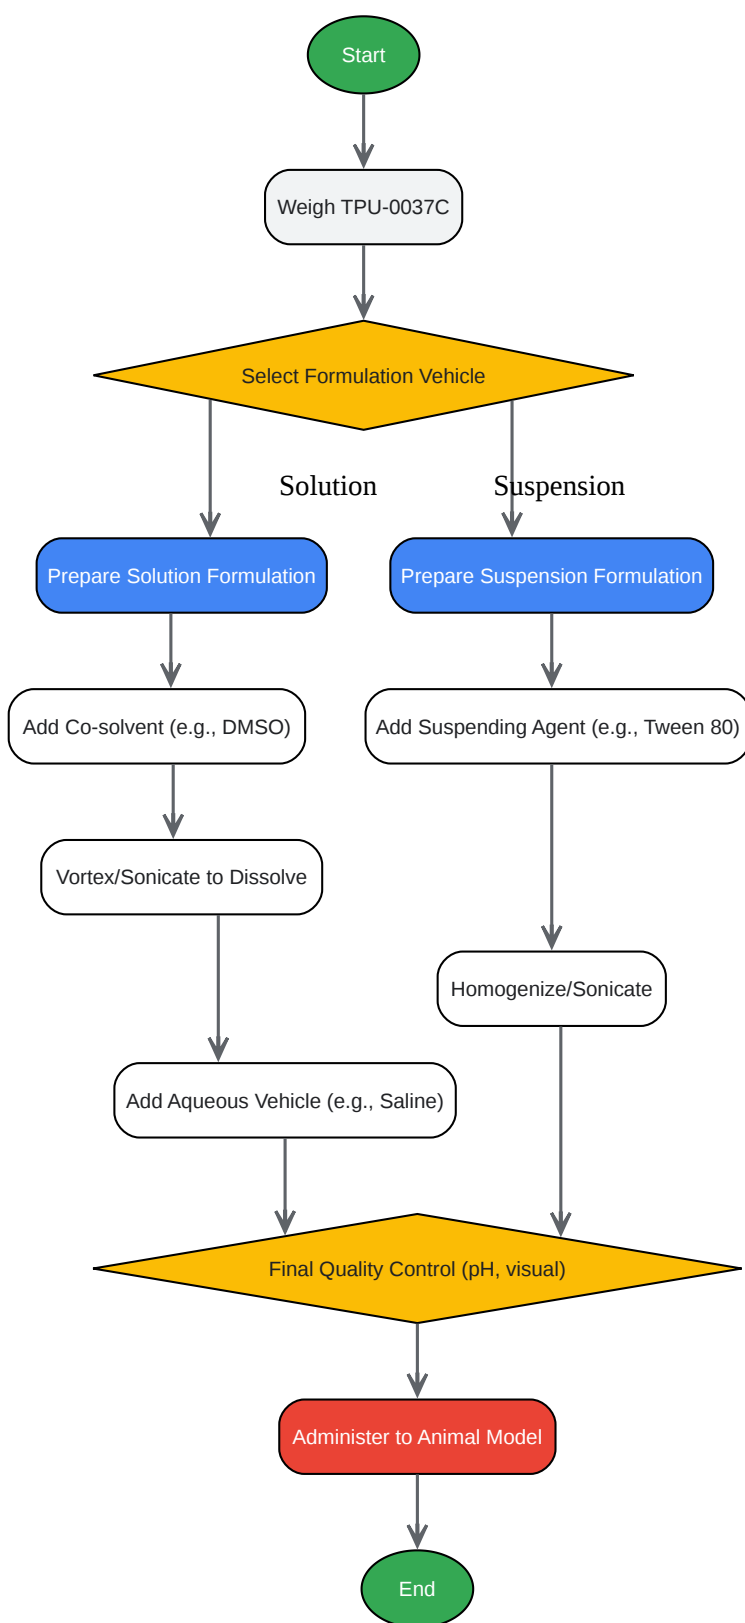 Start
Weigh TPU-0037C
Select Formulation Vehicle
Solution
Suspension
Prepare Solution Formulation
Prepare Suspension Formulation
Add Co-solvent (e.g., DMSO)
Add Suspending Agent (e.g., Tween 80)
Vortex/Sonicate to Dissolve
Homogenize/Sonicate
Add Aqueous Vehicle (e.g., Saline)
Final Quality Control (pH, visual)
Administer to Animal Model
End